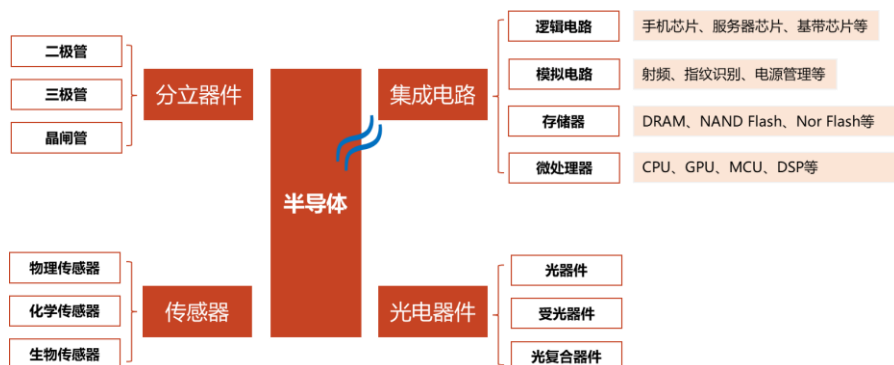 二极管
三极管
晶闸管
分立器件
集成电路
逻辑电路
手机芯片、服务器芯片、基带芯片等
模拟电路
射频、指纹识别、电源管理等
存储器
DRAM、NAND Flash、Nor Flash等
微处理器
CPU、GPU、MCU、DSP等
半导体
物理传感器
化学传感器
生物传感器
传感器
光电器件
光器件
受光器件
光复合器件